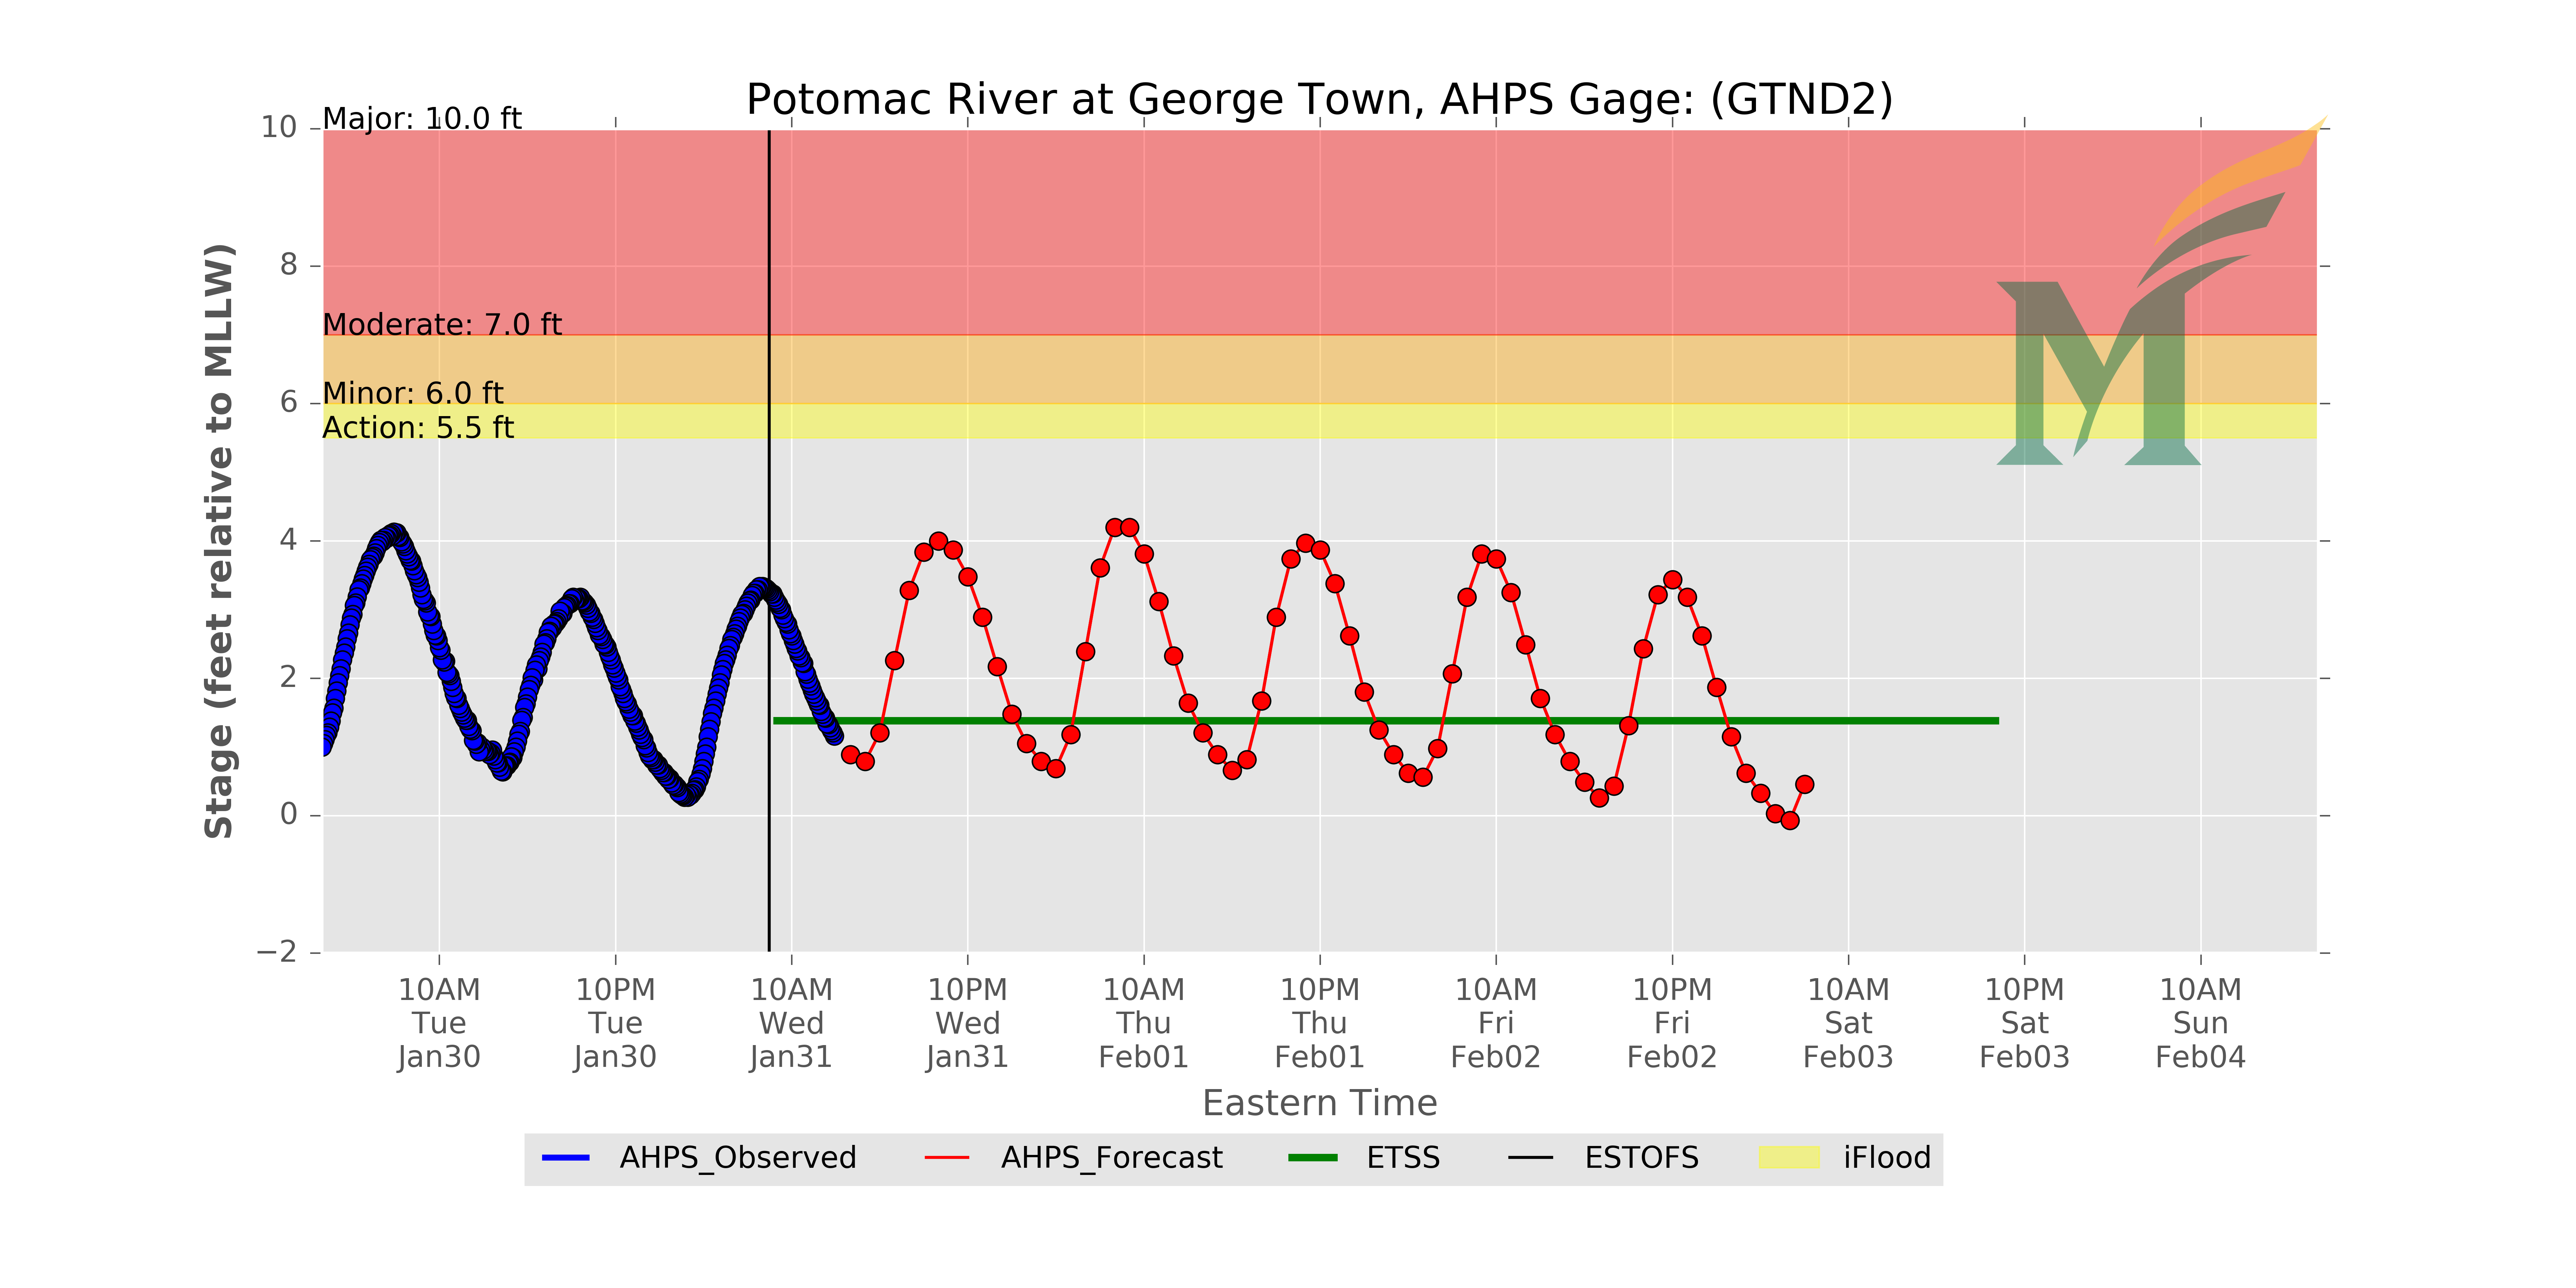 Potomac River at George Town, AHPS Gage: (GTND2)
Major: 10.0 ft
Moderate: 7.0 ft
Minor: 6.0 ft
Action: 5.5 ft
Stage (feet relative to MLLW)
10
8
6
4
2
0
−2
10AM
Tue
Jan30
10PM
Tue
Jan30
10AM
Wed
Jan31
10PM
Wed
Jan31
10AM
Thu
Feb01
10PM
Thu
Feb01
10AM
Fri
Feb02
10PM
Fri
Feb02
10AM
Sat
Feb03
10PM
Sat
Feb03
10AM
Sun
Feb04
Eastern Time
AHPS_Observed
AHPS_Forecast
ETSS
ESTOFS
iFlood
M